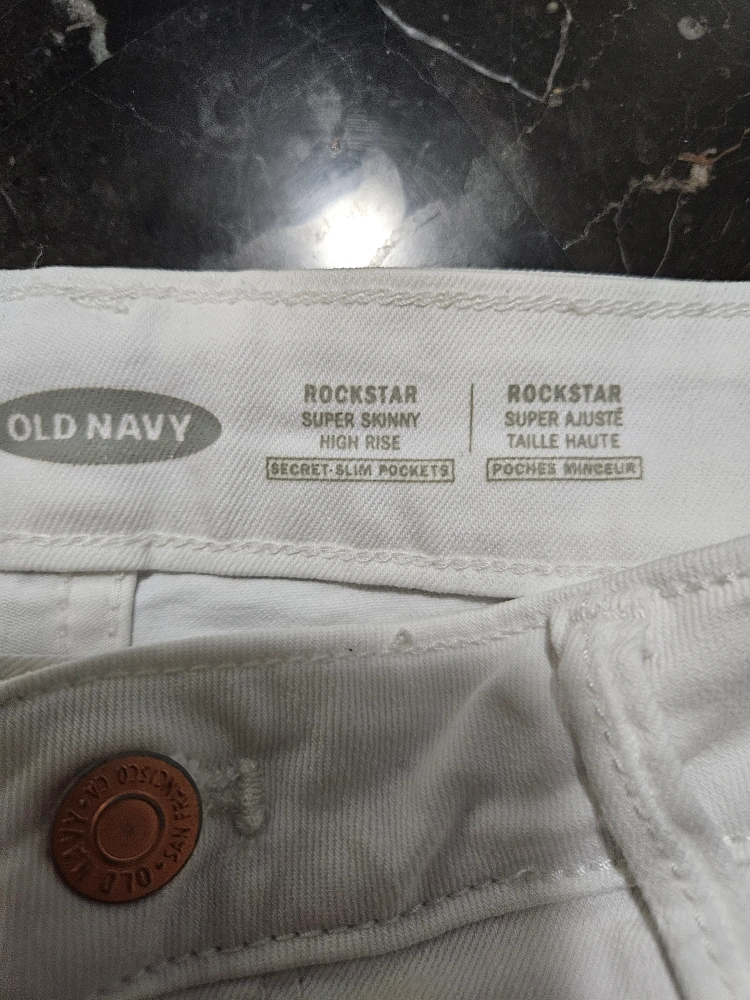 OLD NAVY
ROCKSTAR
SUPER SKINNY
HIGH RISE
SECRET-SLIM POCKETS
ROCKSTAR
SUPER AJUSTÉ
TAILLE HAUTE
POCHES MINCEUR
OLD NAVY • SAN FRANCISCO CA •